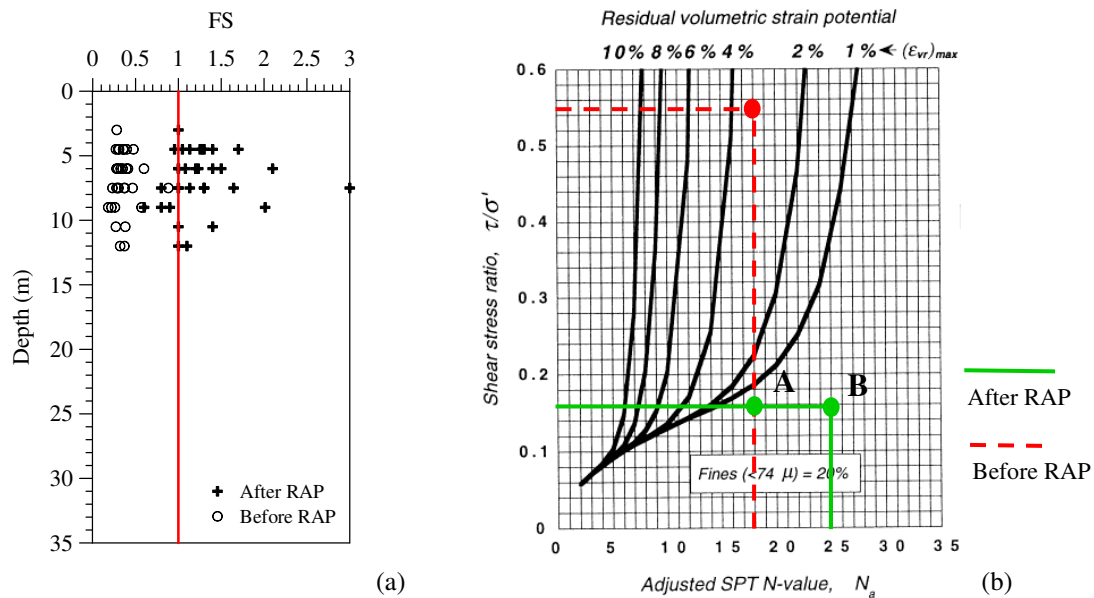 FS
0 0.5 1 1.5 2 2.5 3
0
5
10
15
20
25
30
35
Depth (m)
After RAP
Before RAP
(a)
Residual volumetric strain potential
10% 8% 6% 4% 2% 1% (εvr)max
0.6
0.5
0.4
0.3
0.2
0.1
0
Shear stress ratio, τ/σ'
A B
Fines (<74 μ) = 20%
0 5 10 15 20 25 30 35
Adjusted SPT N-value, Na
After RAP
Before RAP
(b)